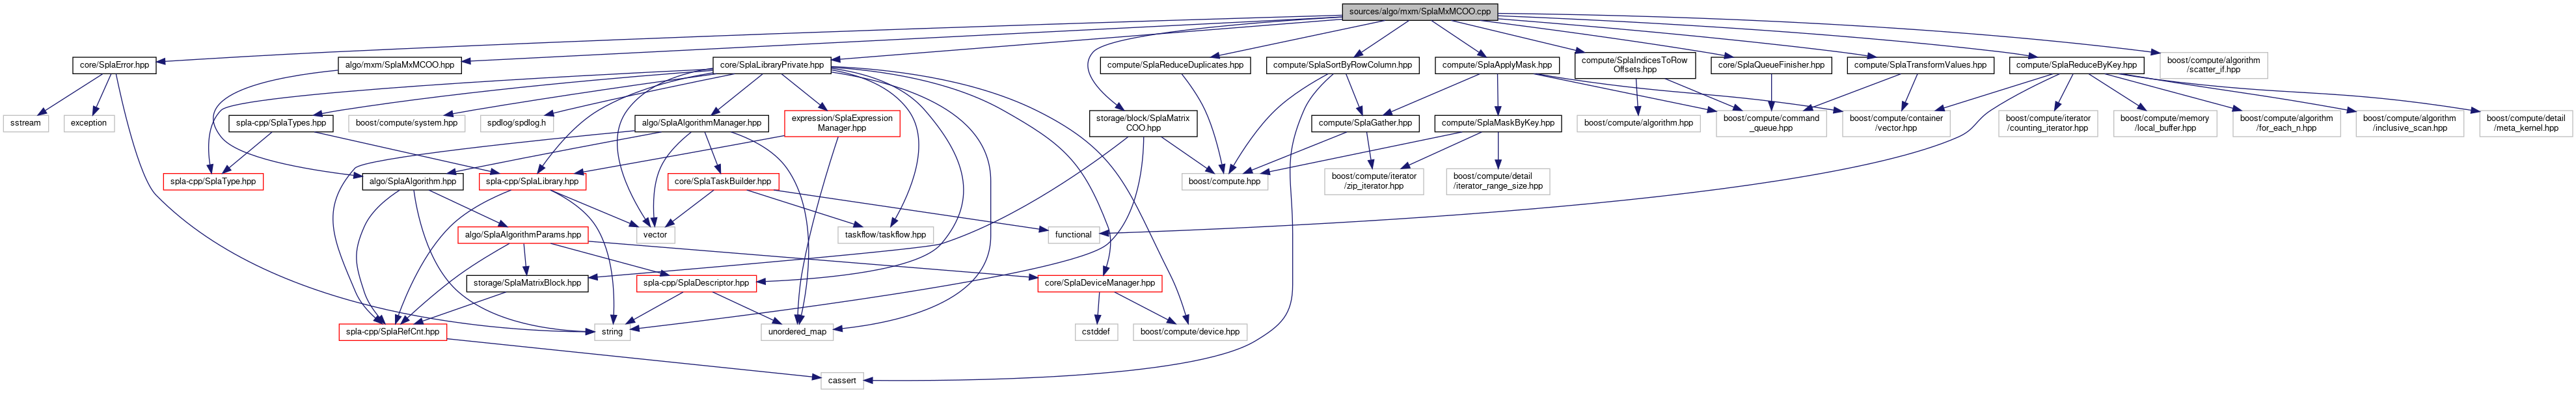 sources/algo/mxm/SplaMxMCOO.cpp
core/SplaError.hpp
algo/mxm/SplaMxMCOO.hpp
core/SplaLibraryPrivate.hpp
compute/SplaReduceDuplicates.hpp
compute/SplaSortByRowColumn.hpp
compute/SplaApplyMask.hpp
compute/SplaIndicesToRow
Offsets.hpp
core/SplaQueueFinisher.hpp
compute/SplaTransformValues.hpp
compute/SplaReduceByKey.hpp
boost/compute/algorithm
/scatter_if.hpp
sstream
exception
spla-cpp/SplaTypes.hpp
boost/compute/system.hpp
spdlog/spdlog.h
algo/SplaAlgorithmManager.hpp
expression/SplaExpression
Manager.hpp
storage/block/SplaMatrix
COO.hpp
compute/SplaGather.hpp
compute/SplaMaskByKey.hpp
boost/compute/algorithm.hpp
boost/compute/command
_queue.hpp
boost/compute/container
/vector.hpp
boost/compute/iterator
/counting_iterator.hpp
boost/compute/memory
/local_buffer.hpp
boost/compute/algorithm
/for_each_n.hpp
boost/compute/algorithm
/inclusive_scan.hpp
boost/compute/detail
/meta_kernel.hpp
spla-cpp/SplaType.hpp
algo/SplaAlgorithm.hpp
spla-cpp/SplaLibrary.hpp
core/SplaTaskBuilder.hpp
boost/compute.hpp
boost/compute/iterator
/zip_iterator.hpp
boost/compute/detail
/iterator_range_size.hpp
algo/SplaAlgorithmParams.hpp
vector
taskflow/taskflow.hpp
functional
storage/SplaMatrixBlock.hpp
spla-cpp/SplaDescriptor.hpp
core/SplaDeviceManager.hpp
spla-cpp/SplaRefCnt.hpp
string
unordered_map
cstddef
boost/compute/device.hpp
cassert